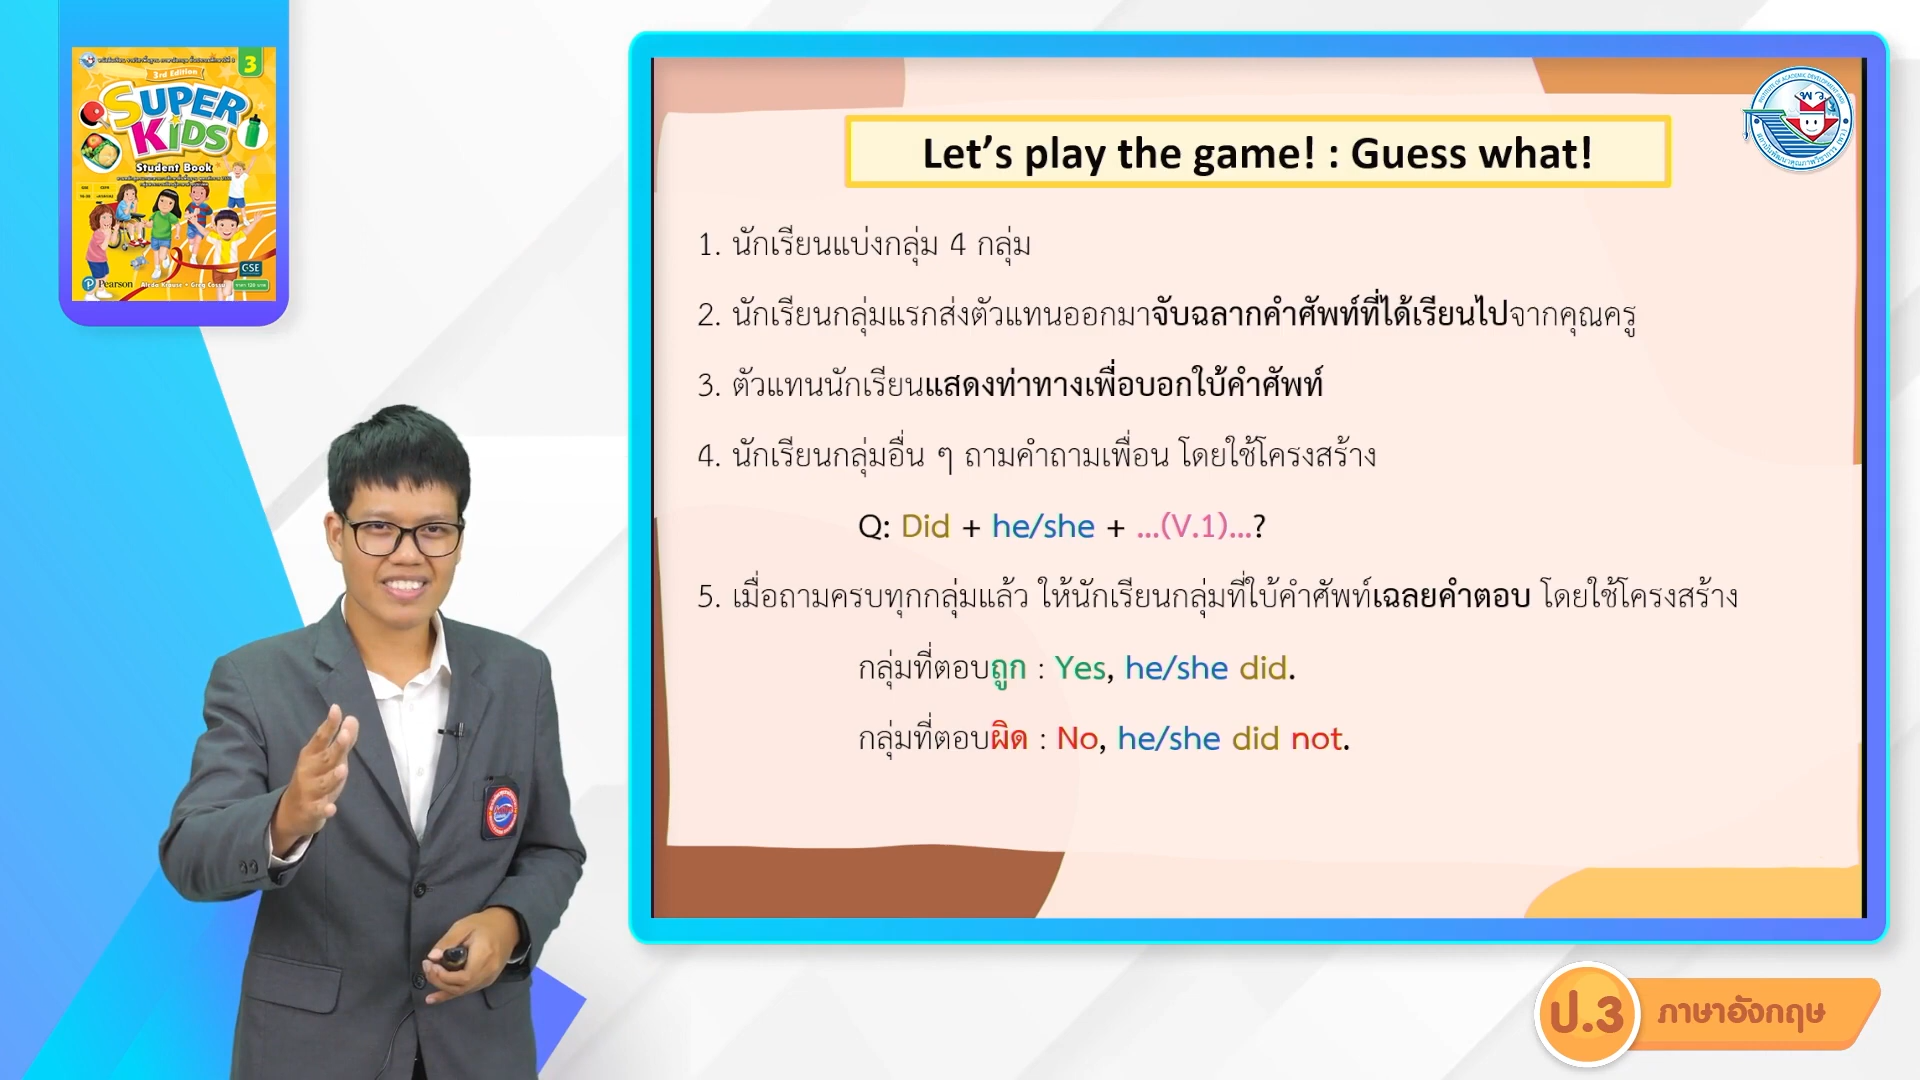 3
3rd Edition
SUPER
KIDS
Student Book
GSE
Pearson
Aleda Krause • Greg Cossu
Let’s play the game! : Guess what!
1. นักเรียนแบ่งกลุ่ม 4 กลุ่ม
2. นักเรียนกลุ่มแรกส่งตัวแทนออกมาจับฉลากคำศัพท์ที่ได้เรียนไปจากคุณครู
3. ตัวแทนนักเรียนแสดงท่าทางเพื่อบอกใบ้คำศัพท์
4. นักเรียนกลุ่มอื่น ๆ ถามคำถามเพื่อน โดยใช้โครงสร้าง
Q: Did + he/she + ...(V.1)...?
5. เมื่อถามครบทุกกลุ่มแล้ว ให้นักเรียนกลุ่มที่ใบ้คำศัพท์เฉลยคำตอบ โดยใช้โครงสร้าง
กลุ่มที่ตอบถูก : Yes, he/she did.
กลุ่มที่ตอบผิด : No, he/she did not.
พว
ป.3 ภาษาอังกฤษ